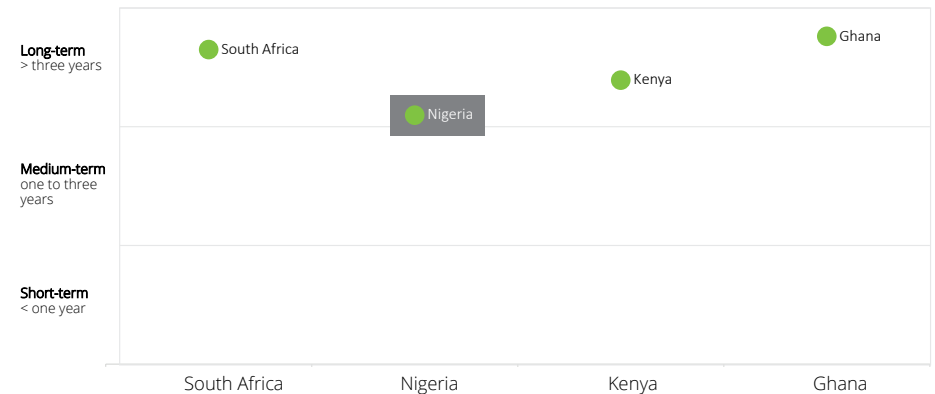 Long-term
> three years
South Africa
Ghana
Kenya
Nigeria
Medium-term
one to three
years
Short-term
< one year
South Africa
Nigeria
Kenya
Ghana